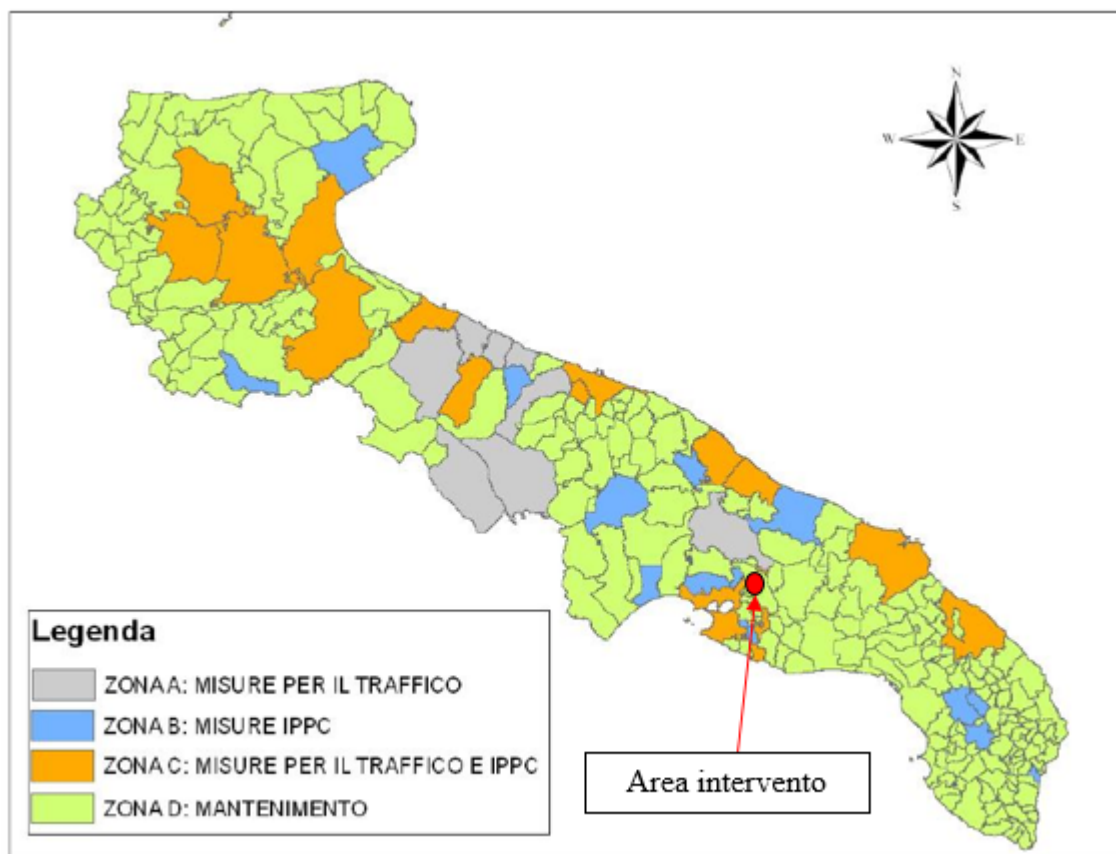 N
W
E
S
Legenda
ZONA A: MISURE PER IL TRAFFICO
ZONA B: MISURE IPPC
ZONA C: MISURE PER IL TRAFFICO E IPPC
ZONA D: MANTENIMENTO
Area intervento